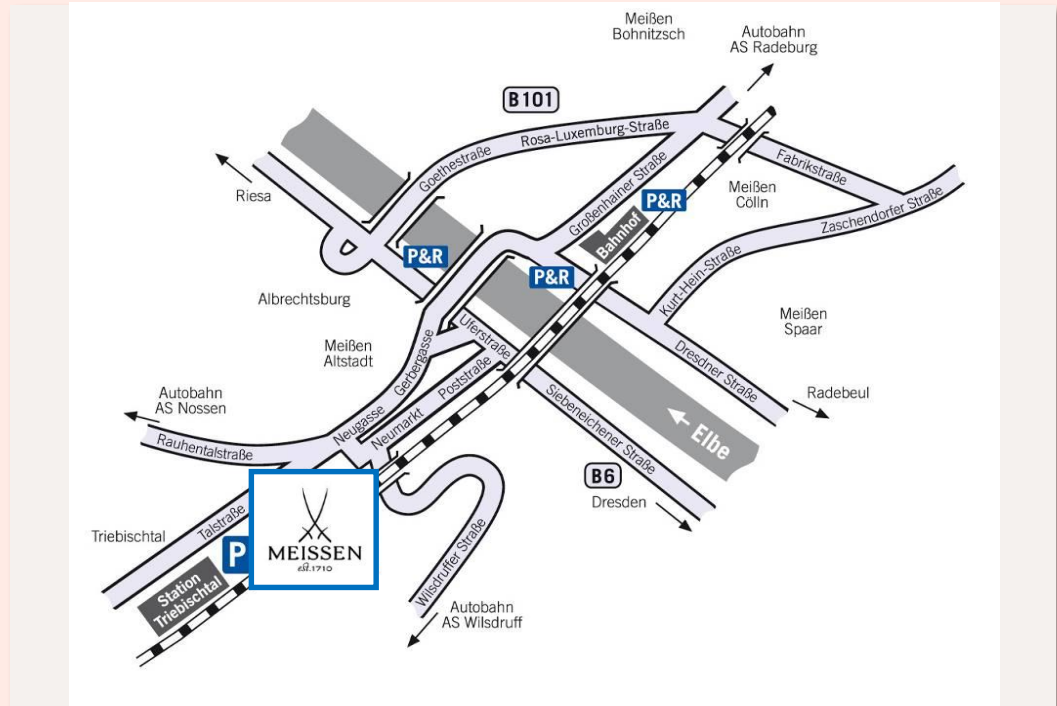 Meißen
Bohnitzsch
Autobahn
AS Radeburg
B101
Rosa-Luxemburg-Straße
Goethestraße
Fabrikstraße
Riesa
Großenhainer Straße
P&R
Meißen
Cölln
Zaschendorfer Straße
Bahnhof
P&R
P&R
Kurt-Hein-Straße
Albrechtsburg
Meißen
Spaar
Uferstraße
Meißen
Altstadt
Gerbergasse
Dresdner Straße
Poststraße
Autobahn
AS Nossen
Radebeul
Siebeneichener Straße
Neugasse
Neumarkt
Elbe
Rauhentalstraße
B6
Dresden
Talstraße
Triebischtal
P
MEISSEN
est.1710
Wilsdruffer Straße
Station
Triebischtal
Autobahn
AS Wilsdruff